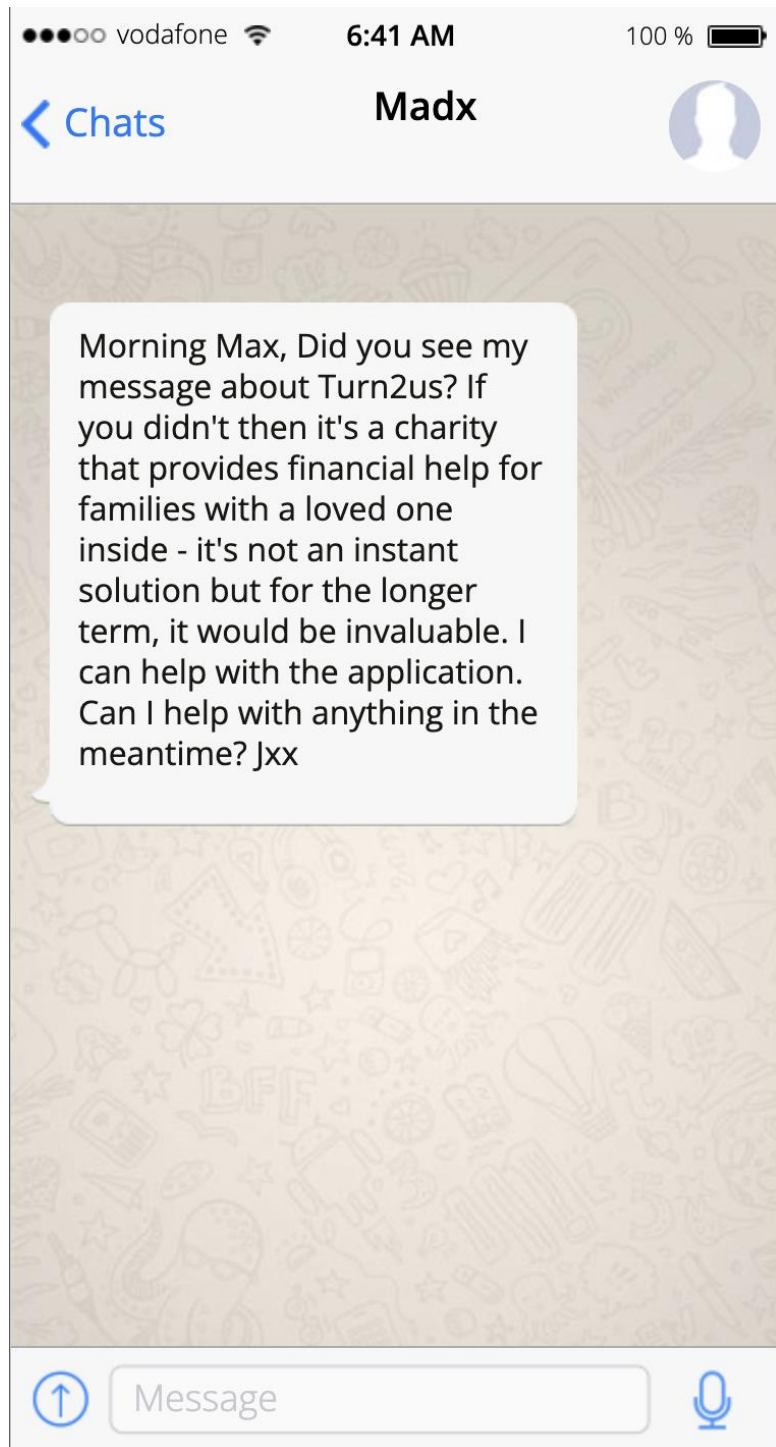 vodafone 6:41 AM 100 %
Chats Madx
Morning Max, Did you see my
message about Turn2us? If
you didn't then it's a charity
that provides financial help for
families with a loved one
inside - it's not an instant
solution but for the longer
term, it would be invaluable. I
can help with the application.
Can I help with anything in the
meantime? Jxx
BFF
Message